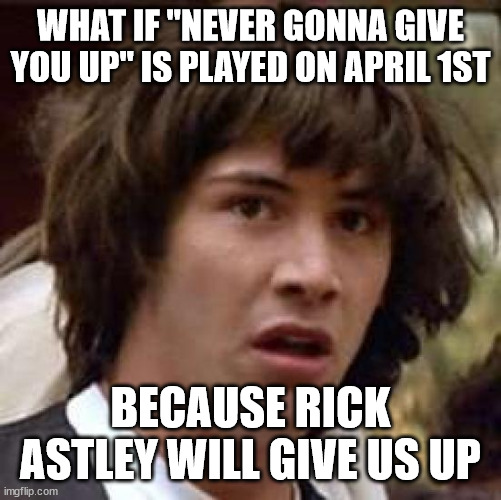 WHAT IF "NEVER GONNA GIVE
YOU UP" IS PLAYED ON APRIL 1ST
BECAUSE RICK
ASTLEY WILL GIVE US UP
imgflip.com